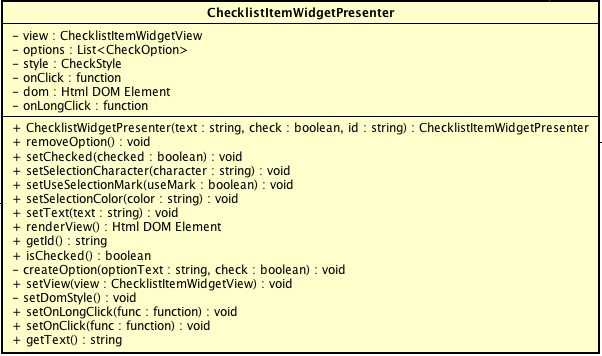 ChecklistItemWidgetPresenter
- view : ChecklistItemWidgetView
- options : List<CheckOption>
- style : CheckStyle
- onClick : function
- dom : Html DOM Element
- onLongClick : function
+ ChecklistWidgetPresenter(text : string, check : boolean, id : string) : ChecklistItemWidgetPresenter
+ removeOption() : void
+ setChecked(checked : boolean) : void
+ setSelectionCharacter(character : string) : void
+ setUseSelectionMark(useMark : boolean) : void
+ setSelectionColor(color : string) : void
+ setText(text : string) : void
+ renderView() : Html DOM Element
+ getId() : string
+ isChecked() : boolean
- createOption(optionText : string, check : boolean) : void
+ setView(view : ChecklistItemWidgetView) : void
- setDomStyle() : void
+ setOnLongClick(func : function) : void
+ setOnClick(func : function) : void
+ getText() : string